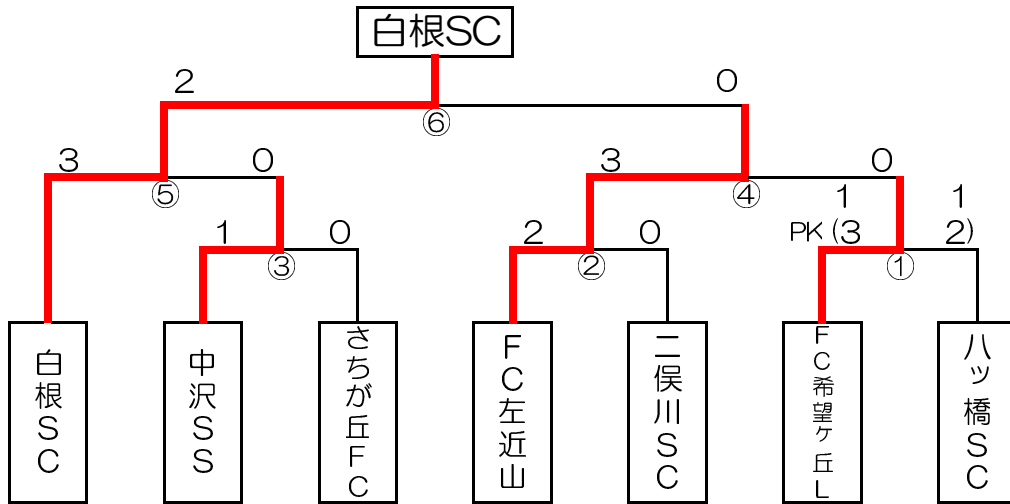 白根SC
2 0
⑥
3 0 3 0
⑤ ④
1 1
1 0 2 0 PK (3 2)
③ ② ①
白根SC
中沢SS
さちが丘FC
FC左近山
二俣川SC
FC希望ヶ丘L
八ッ橋SC